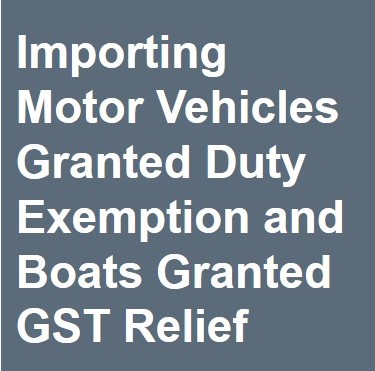 Importing
Motor Vehicles
Granted Duty
Exemption and
Boats Granted
GST Relief